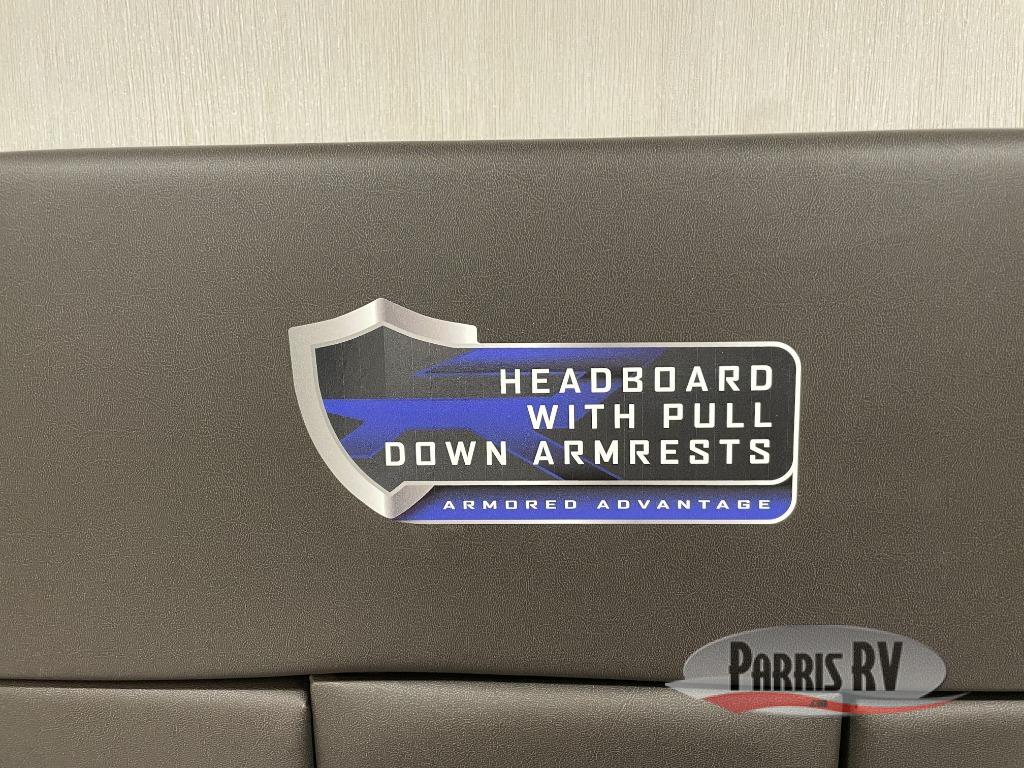 HEADBOARD
WITH PULL
DOWN ARMRESTS
ARMORED ADVANTAGE
PARRIS RV